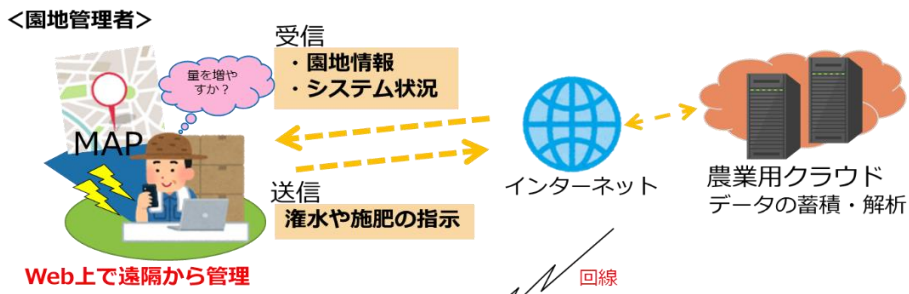 ＜園地管理者＞
受信
・園地情報
・システム状況
量を増や
すか？
MAP
送信
潅水や施肥の指示
Web上で遠隔から管理
インターネット
回線
農業用クラウド
データの蓄積・解析